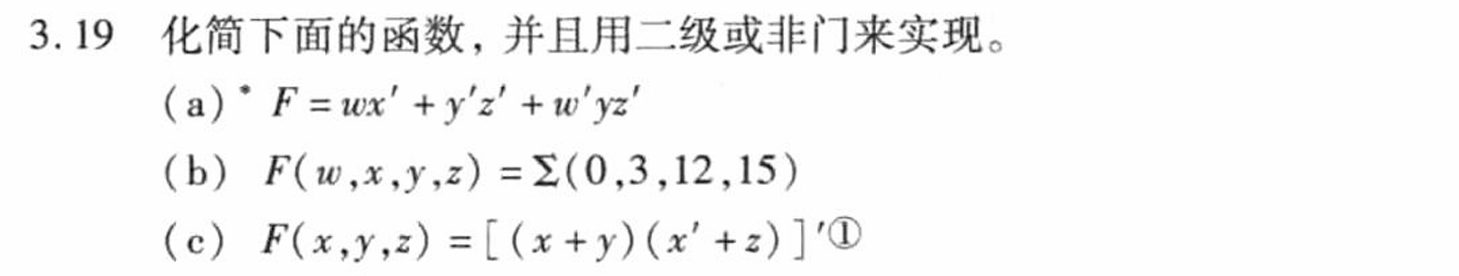 3.19 化简下面的函数，并且用二级或非门来实现。
(a)* F = wx′ + y′z′ + w′yz′
(b) F(w,x,y,z) = Σ(0,3,12,15)
(c) F(x,y,z) = [(x + y)(x′ + z)]′①